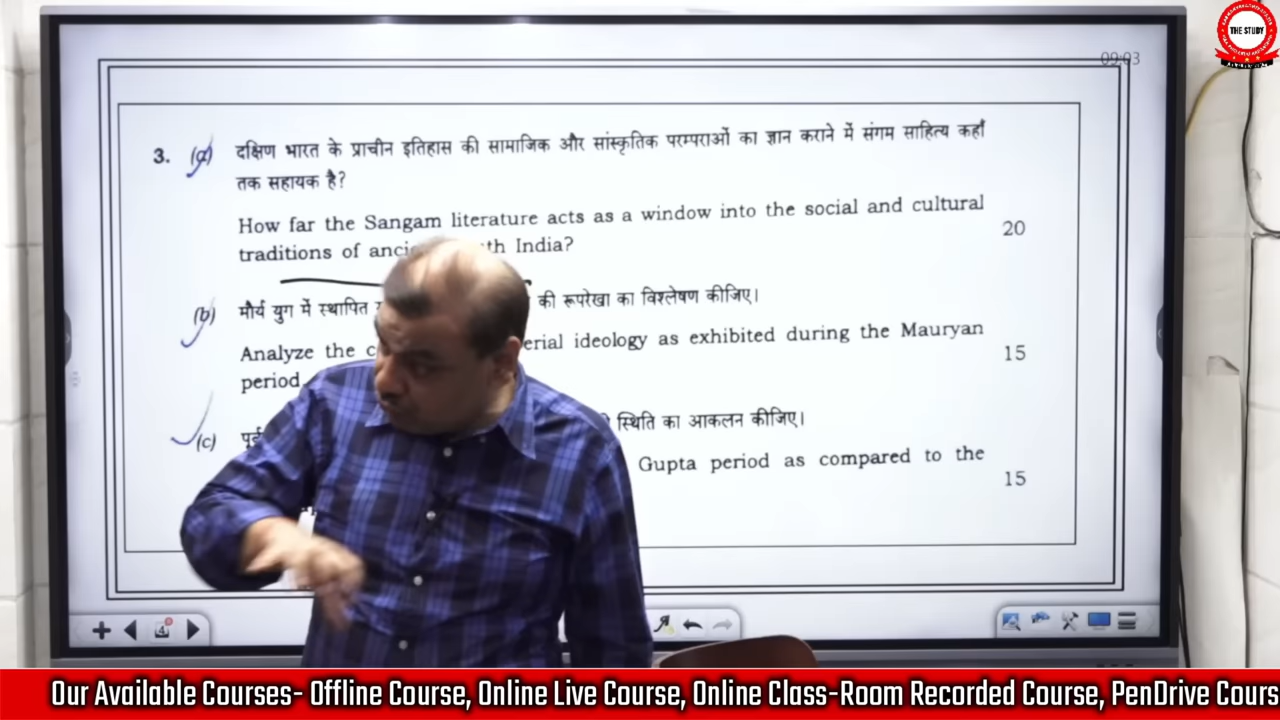 THE STUDY
09:03
3. (a) दक्षिण भारत के प्राचीन इतिहास की सामाजिक और सांस्कृतिक परम्पराओं का ज्ञान कराने में संगम साहित्य कहाँ
तक सहायक है?
How far the Sangam literature acts as a window into the social and cultural
traditions of India?
20
(b) मौर्य युग में स्थापित की रूपरेखा का विश्लेषण कीजिए।
Analyze the ideology as exhibited during the Mauryan
period.
15
(c) स्थिति का आकलन कीजिए।
Gupta period as compared to the
15
Our Available Courses- Offline Course, Online Live Course, Online Class-Room Recorded Course, PenDrive Cours